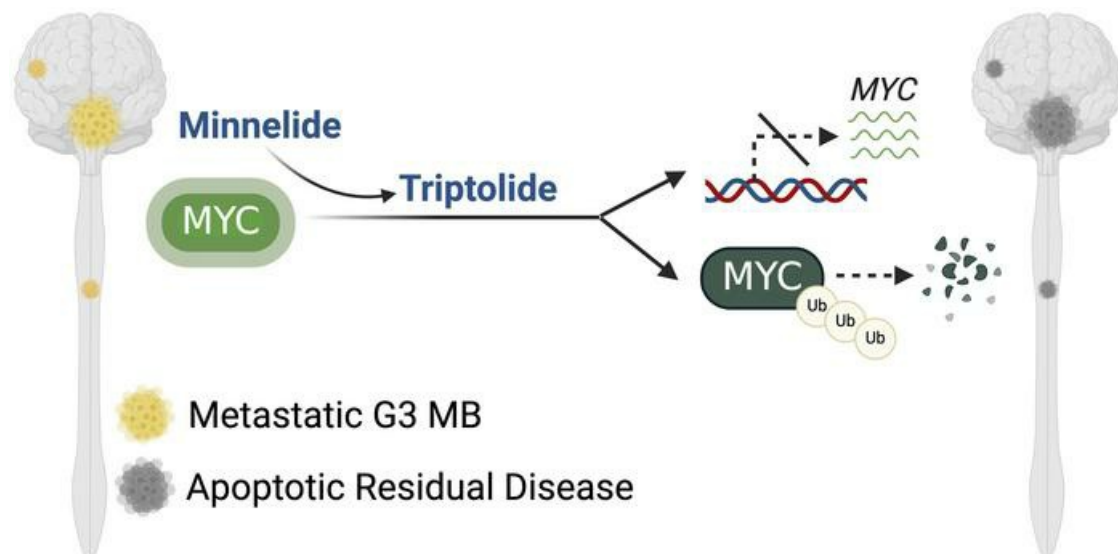 Minnelide
MYC
Triptolide
MYC
MYC
Ub
Ub
Ub
Metastatic G3 MB
Apoptotic Residual Disease